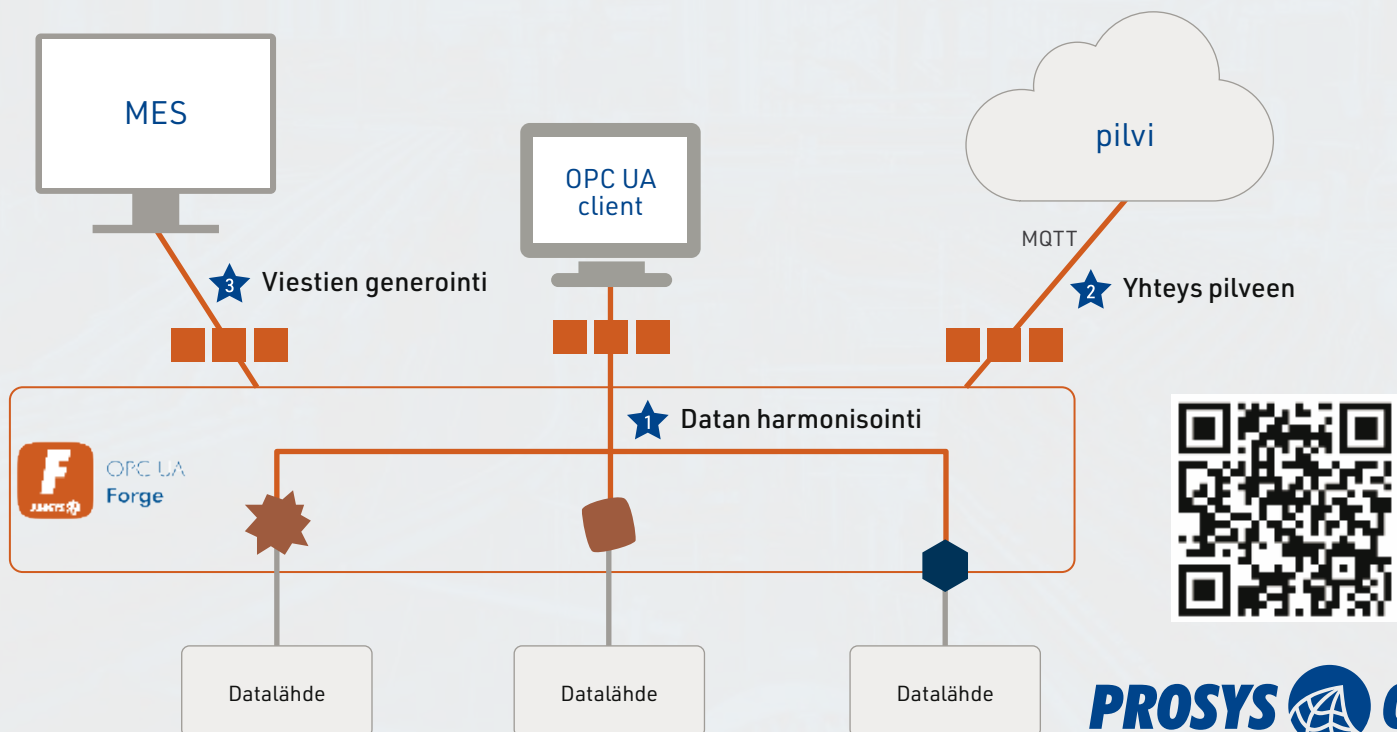 MES
OPC UA
client
pilvi
MQTT
3
Viestien generointi
2
Yhteys pilveen
1
Datan harmonisointi
F
OPC UA
Forge
Datalähde
Datalähde
Datalähde
PROSYS